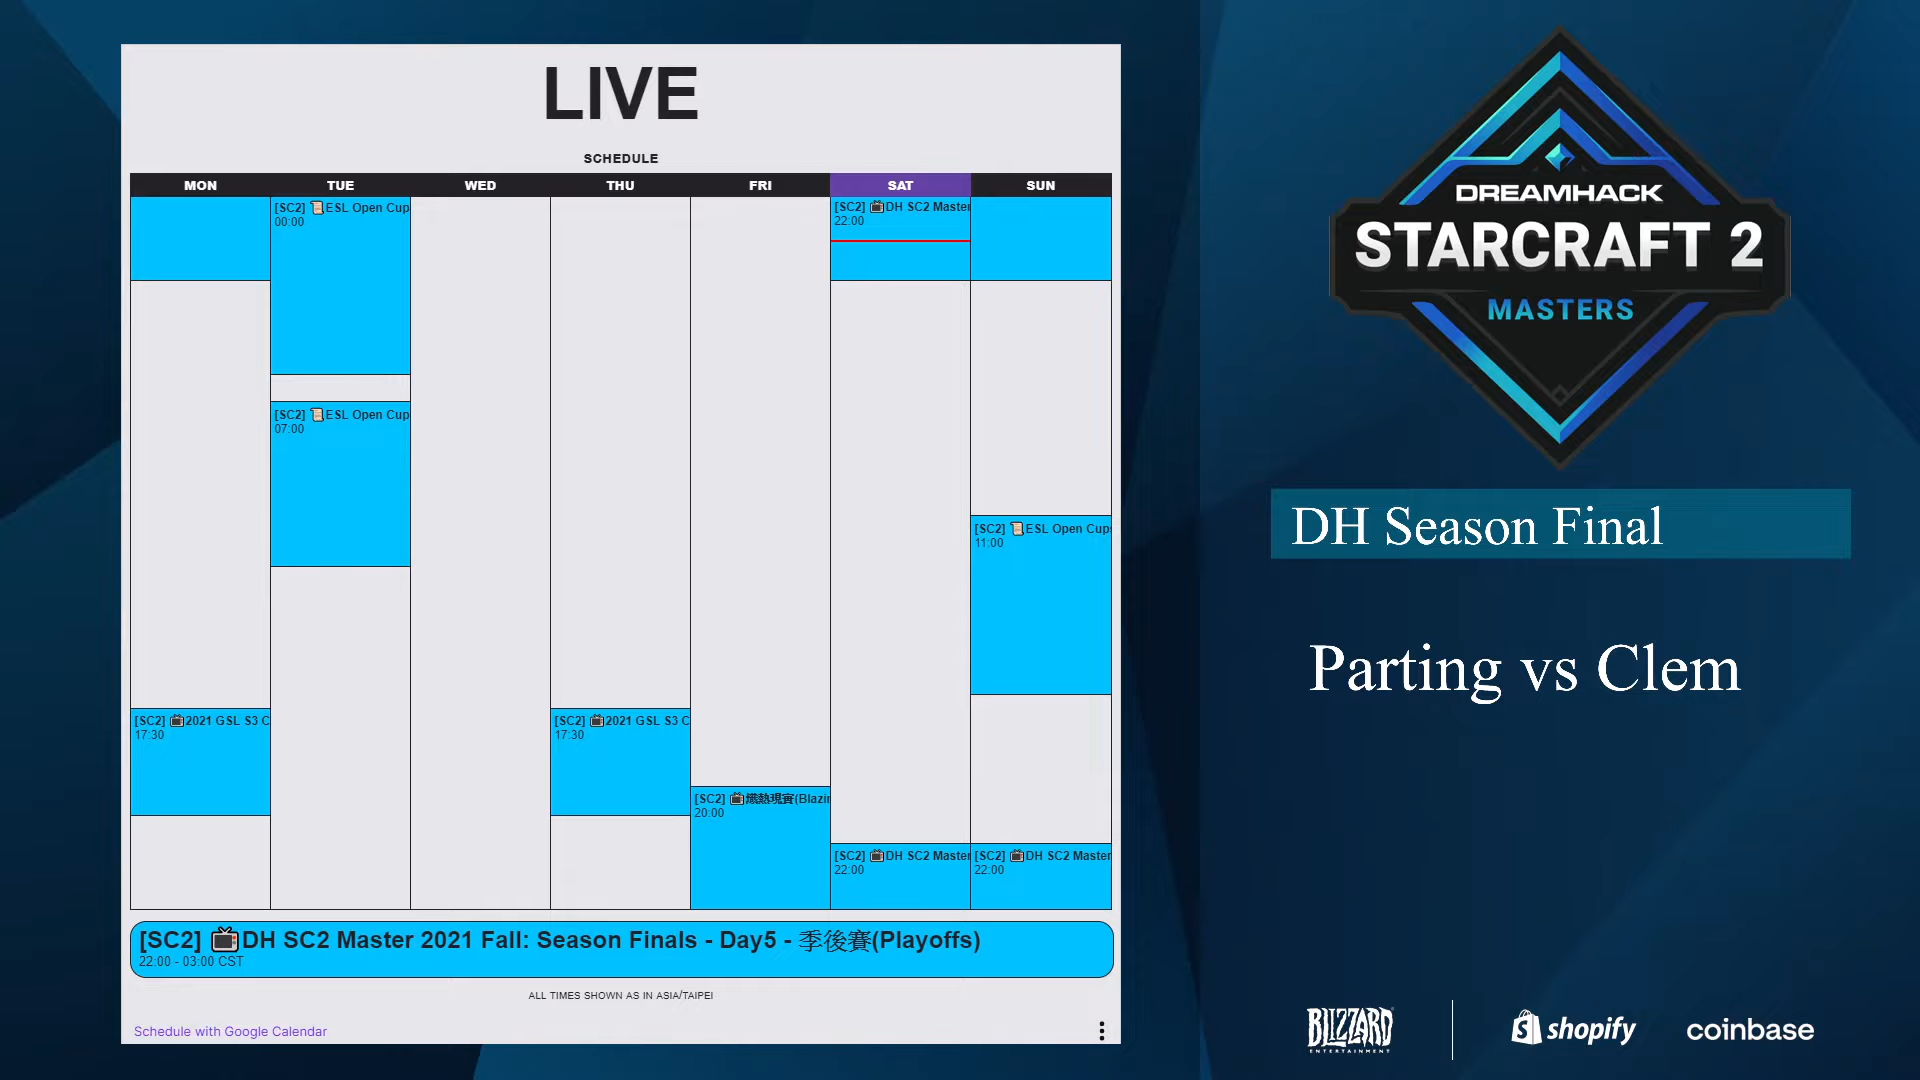 LIVE
SCHEDULE
MON TUE WED THU FRI SAT SUN
[SC2] 📜ESL Open Cup
00:00
[SC2] 📺DH SC2 Master
22:00
[SC2] 📜ESL Open Cup
07:00
[SC2] 📜ESL Open Cup
11:00
[SC2] 📺2021 GSL S3 C
17:30
[SC2] 📺2021 GSL S3 C
17:30
[SC2] 📺熾熱現實(Blazin
20:00
[SC2] 📺DH SC2 Master
22:00
[SC2] 📺DH SC2 Master
22:00
[SC2] 📺DH SC2 Master 2021 Fall: Season Finals - Day5 - 季後賽(Playoffs)
22:00 - 03:00 CST
ALL TIMES SHOWN AS IN ASIA/TAIPEI
Schedule with Google Calendar
DREAMHACK
STARCRAFT 2
MASTERS
DH Season Final
Parting vs Clem
BLIZZARD
ENTERTAINMENT
shopify
coinbase